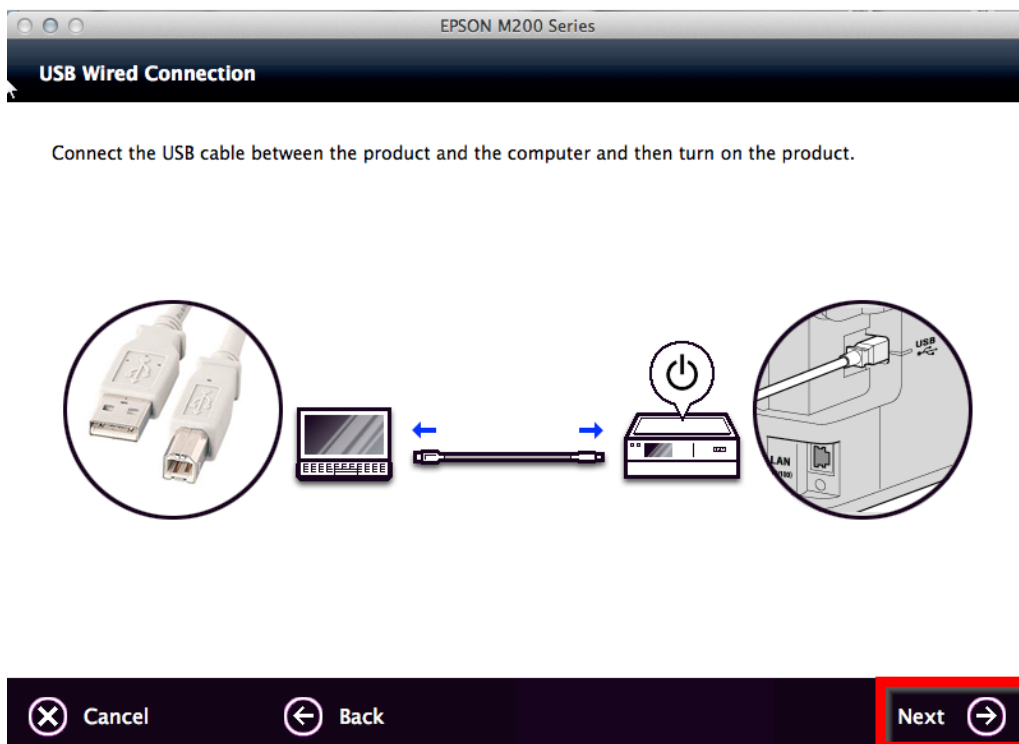 EPSON M200 Series
USB Wired Connection
Connect the USB cable between the product and the computer and then turn on the product.
USB
LAN
Cancel
Back
Next